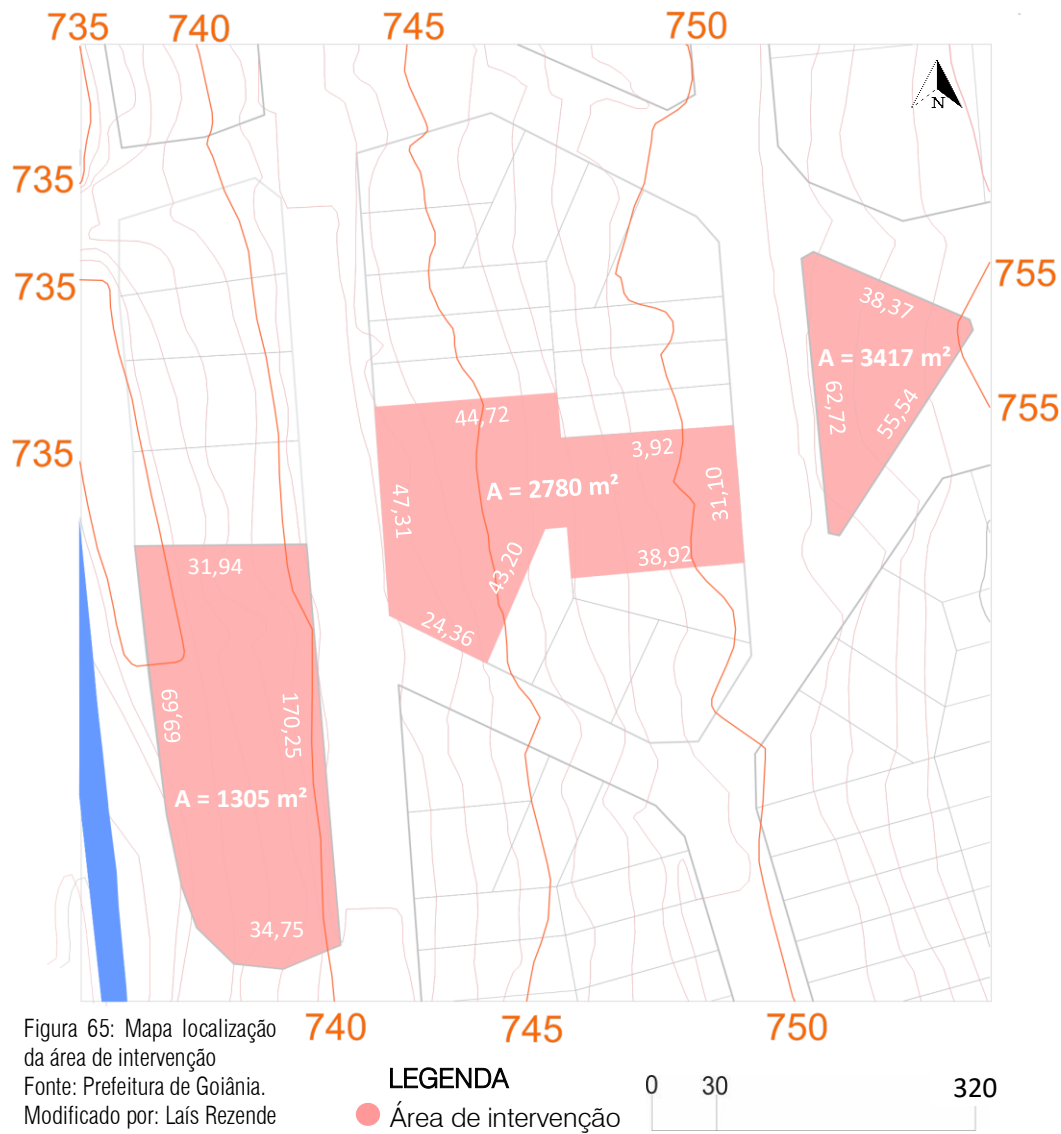 735 740 745 750
N
735
735
755
38,37
A = 3417 m²
62,72
55,54
755
44,72
3,92
735
A = 2780 m²
47,31
31,10
43,20
38,92
31,94
24,36
69,69
170,25
A = 1305 m²
34,75
740 745 750
Figura 65: Mapa localização
da área de intervenção
Fonte: Prefeitura de Goiânia.
Modificado por: Laís Rezende
LEGENDA
Área de intervenção
0 30 320